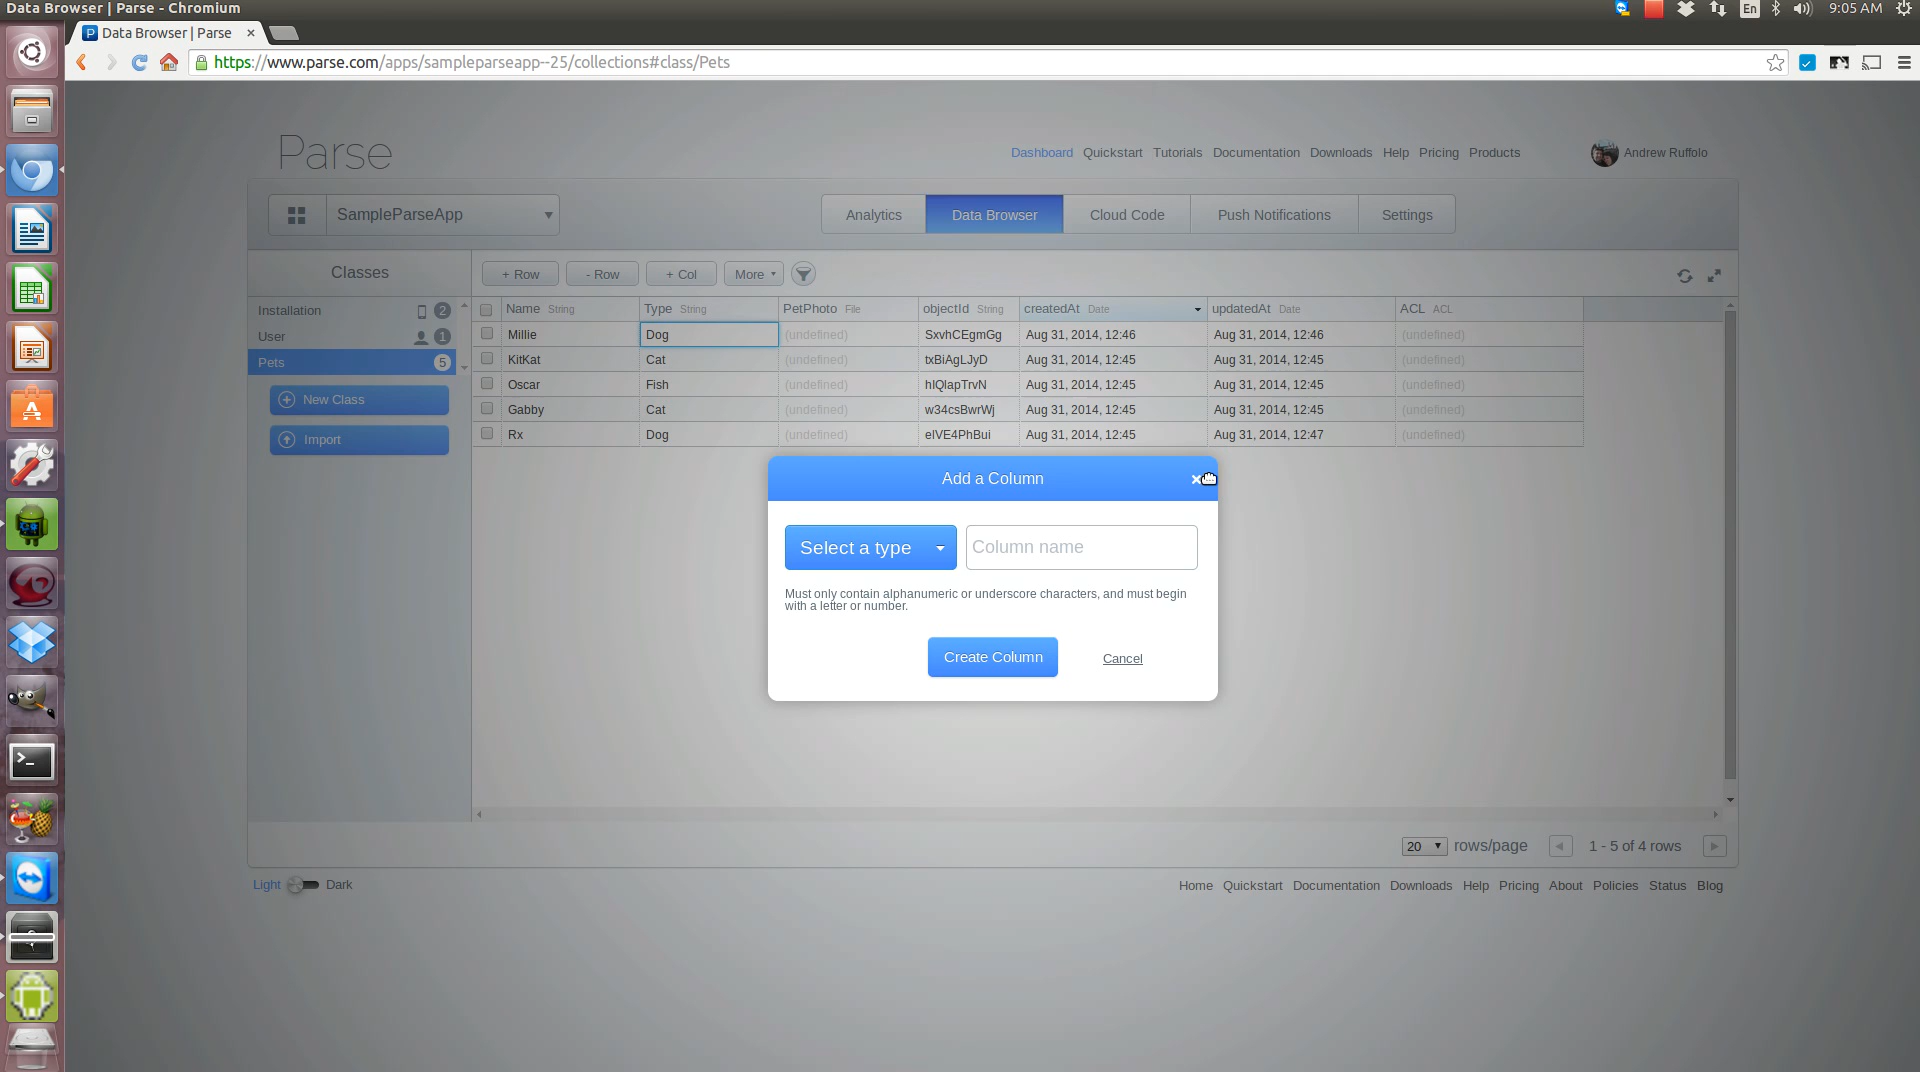 Data Browser | Parse - Chromium
En
9:05 AM
Data Browser | Parse ×
https://www.parse.com/apps/sampleparseapp--25/collections#class/Pets
Parse
Dashboard Quickstart Tutorials Documentation Downloads Help Pricing Products
Andrew Ruffolo
SampleParseApp
Analytics Data Browser Cloud Code Push Notifications Settings
Classes
+ Row - Row + Col More
Installation 2
User 1
Pets 5
New Class
Import
Name String Type String PetPhoto File objectId String createdAt Date updatedAt Date ACL ACL
Millie Dog (undefined) SxvhCEgmGg Aug 31, 2014, 12:46 Aug 31, 2014, 12:46 (undefined)
KitKat Cat (undefined) txBiAgLJyD Aug 31, 2014, 12:45 Aug 31, 2014, 12:45 (undefined)
Oscar Fish (undefined) hIQlapTrvN Aug 31, 2014, 12:45 Aug 31, 2014, 12:45 (undefined)
Gabby Cat (undefined) w34csBwrWj Aug 31, 2014, 12:45 Aug 31, 2014, 12:45 (undefined)
Rx Dog (undefined) elVE4PhBui Aug 31, 2014, 12:45 Aug 31, 2014, 12:47 (undefined)
Add a Column
Select a type
Column name
Must only contain alphanumeric or underscore characters, and must begin
with a letter or number.
Create Column
Cancel
20 rows/page 1 - 5 of 4 rows
Light Dark
Home Quickstart Documentation Downloads Help Pricing About Policies Status Blog